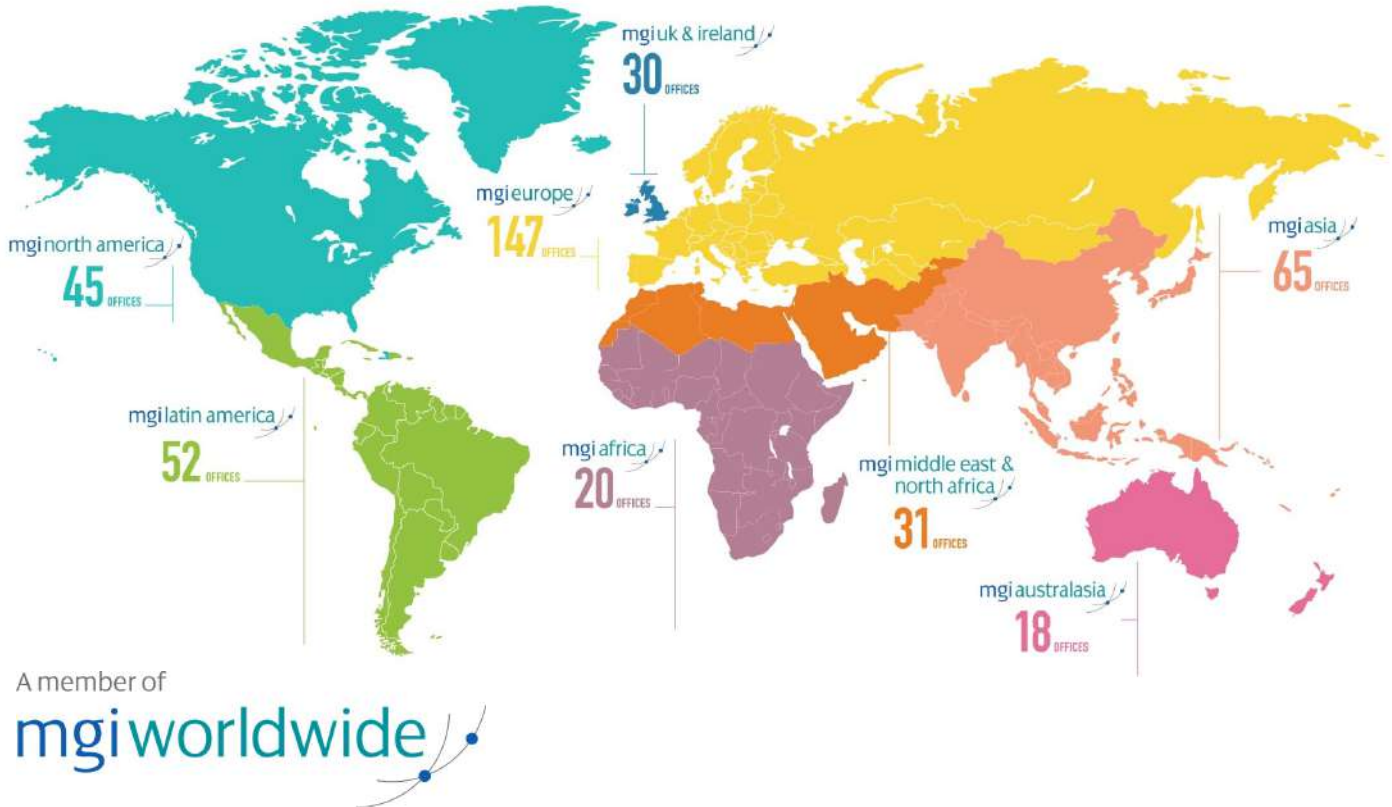 mgi uk & ireland
30 OFFICES
mgi europe
147 OFFICES
mgi north america
45 OFFICES
mgi asia
65 OFFICES
mgi latin america
52 OFFICES
mgi africa
20 OFFICES
mgi middle east &
north africa
31 OFFICES
mgi australasia
18 OFFICES
A member of
mgiworldwide